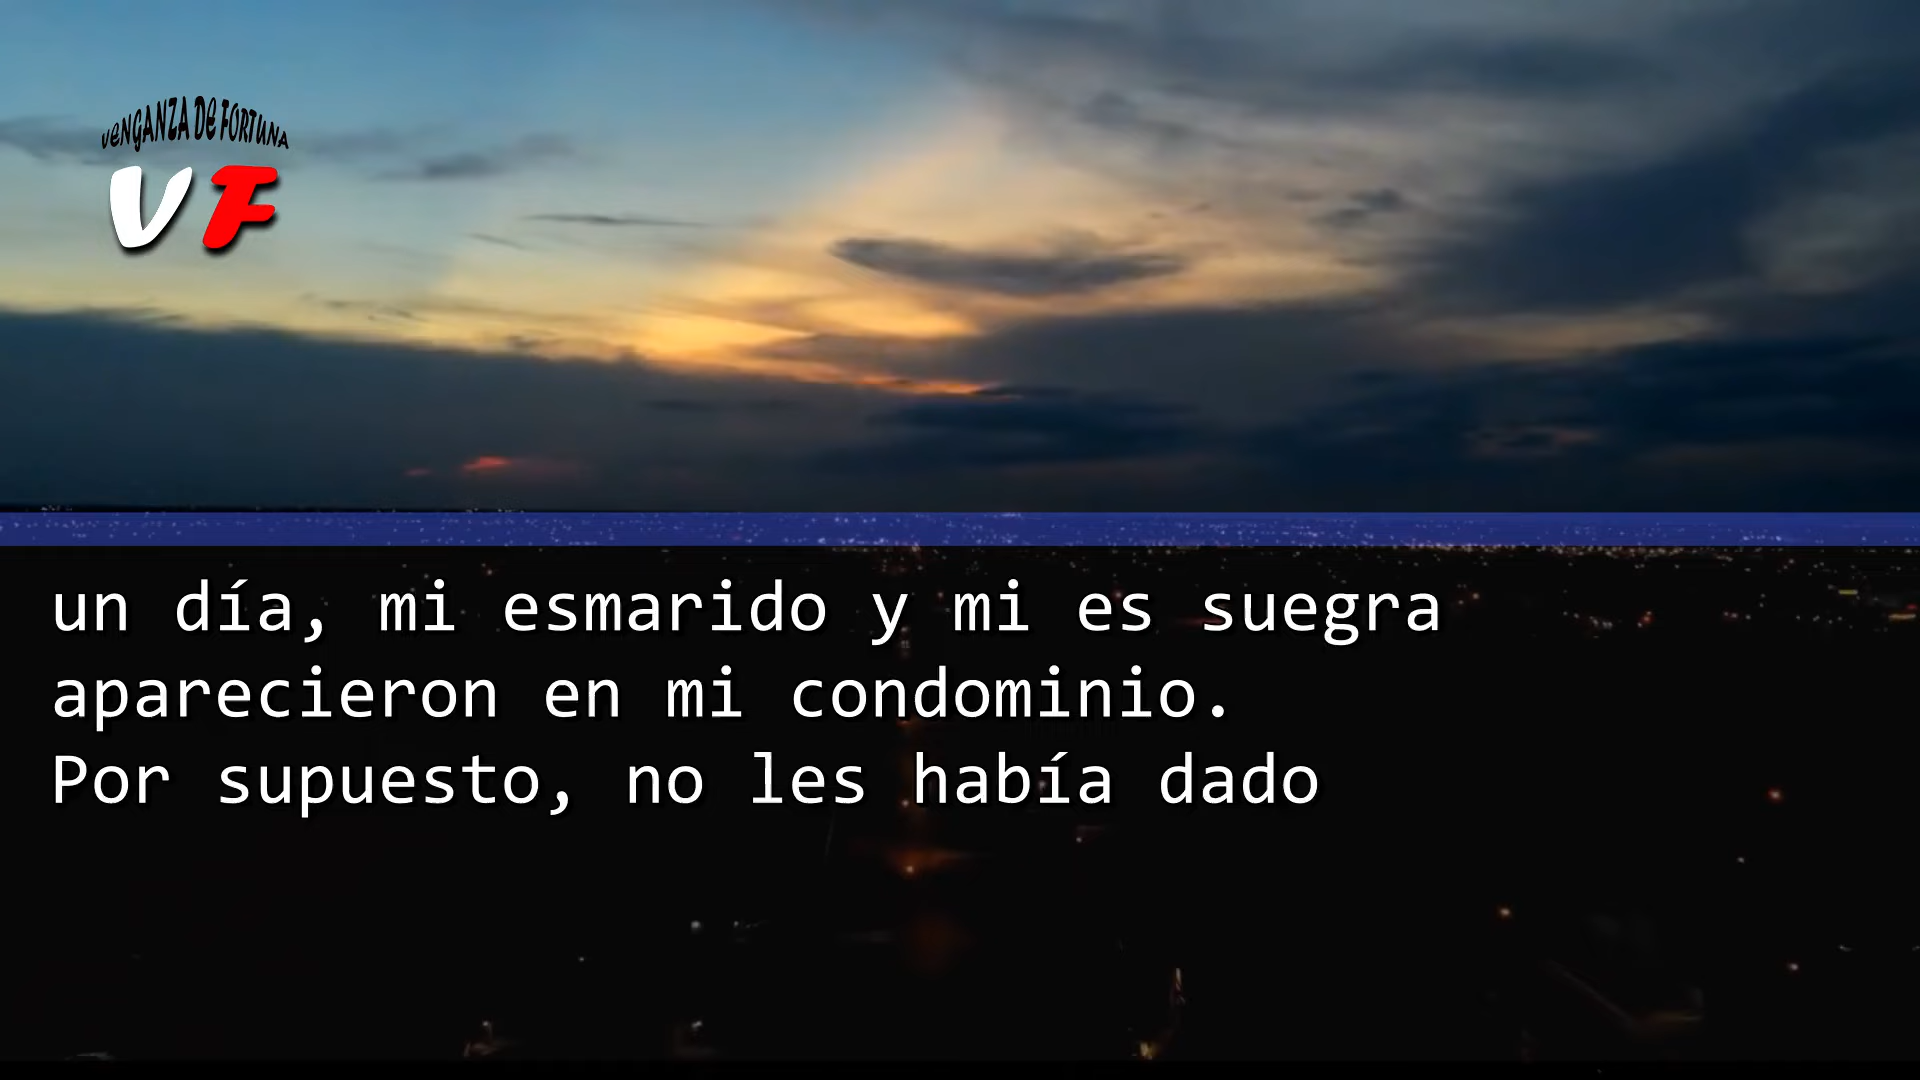 VENGANZA DE FORTUNA
VF
un día, mi esmarido y mi es suegra
aparecieron en mi condominio.
Por supuesto, no les había dado